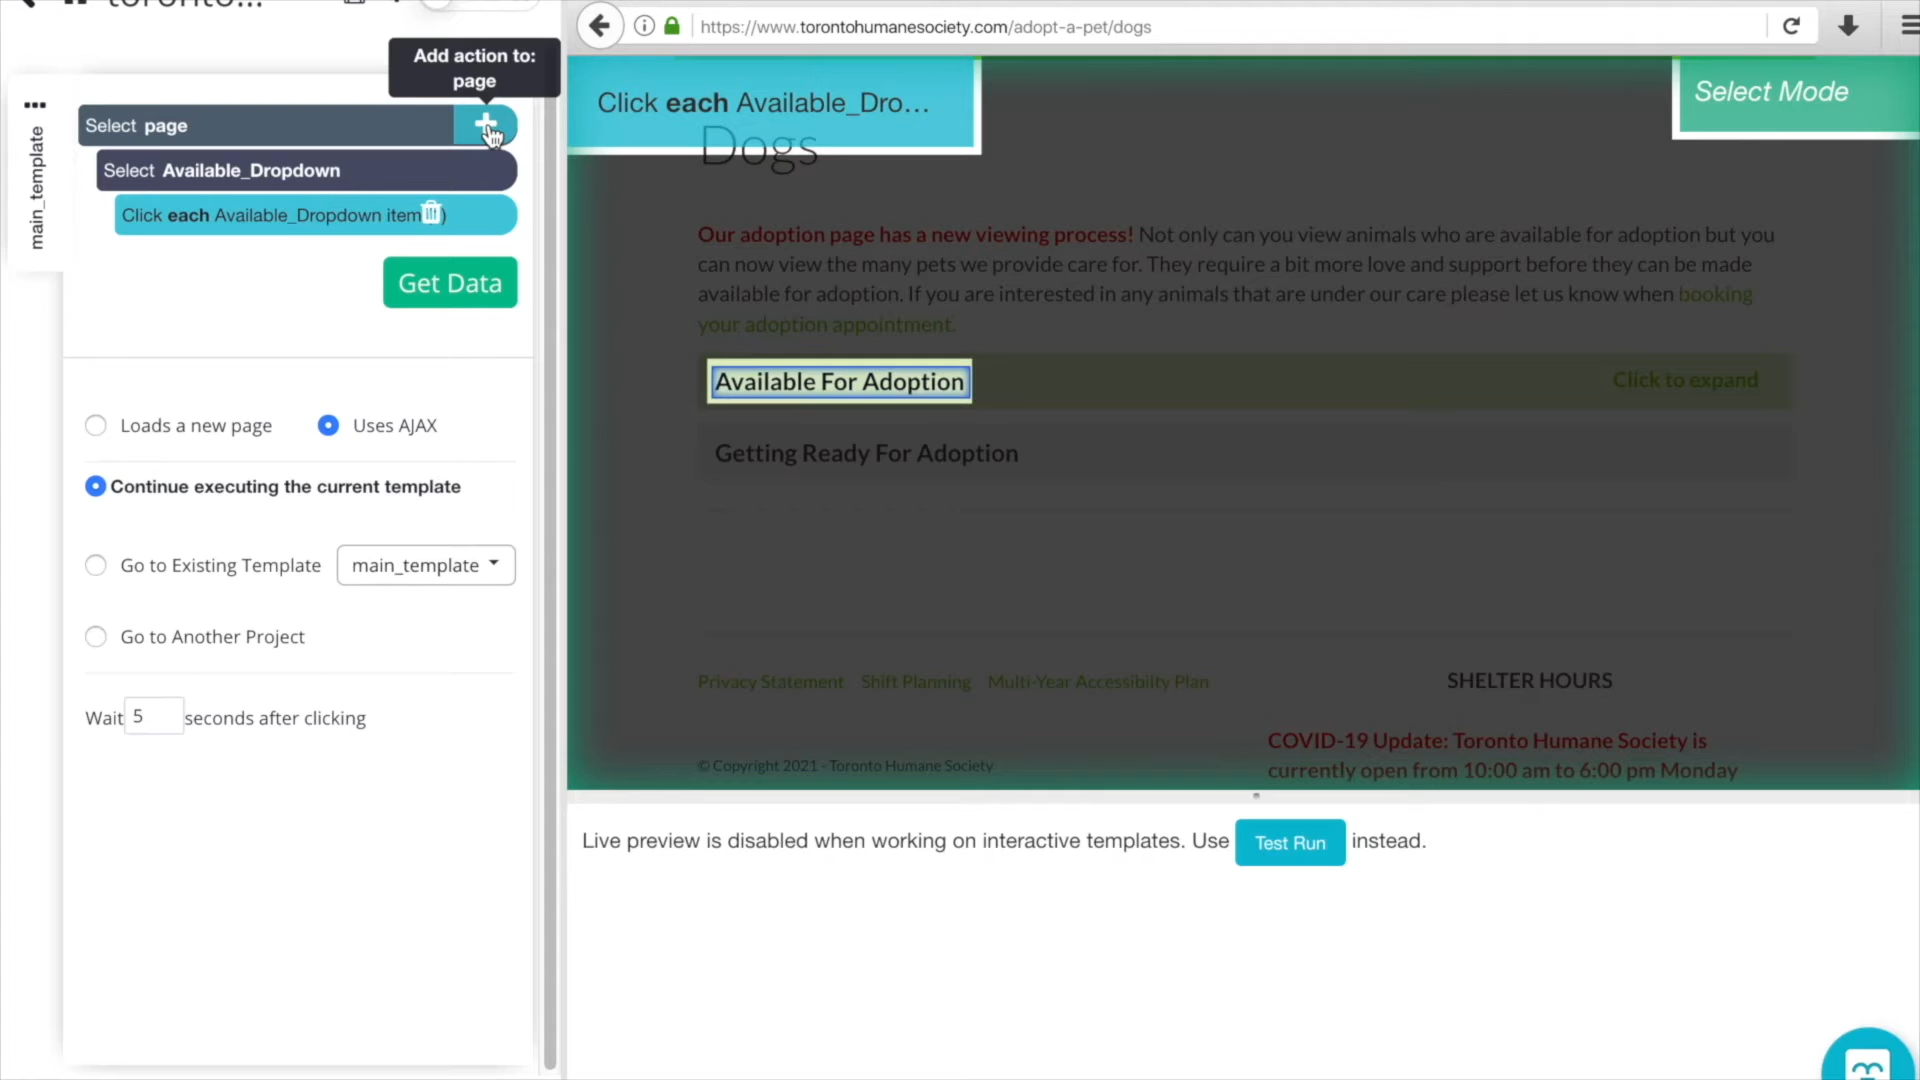 toronto...
Add action to:
page
https://www.torontohumanesociety.com/adopt-a-pet/dogs
main_template
Select page
Select Available_Dropdown
Click each Available_Dropdown item
Get Data
Loads a new page
Uses AJAX
Continue executing the current template
Go to Existing Template
main_template
Go to Another Project
Wait 5 seconds after clicking
Click each Available_Dro...
Select Mode
Dogs
Our adoption page has a new viewing process! Not only can you view animals who are available for adoption but you
can now view the many pets we provide care for. They require a bit more love and support before they can be made
available for adoption. If you are interested in any animals that are under our care please let us know when booking
your adoption appointment.
Available For Adoption
Click to expand
Getting Ready For Adoption
Privacy Statement Shift Planning Multi-Year Accessibilty Plan
SHELTER HOURS
COVID-19 Update: Toronto Humane Society is
currently open from 10:00 am to 6:00 pm Monday
© Copyright 2021 - Toronto Humane Society
Live preview is disabled when working on interactive templates. Use Test Run instead.